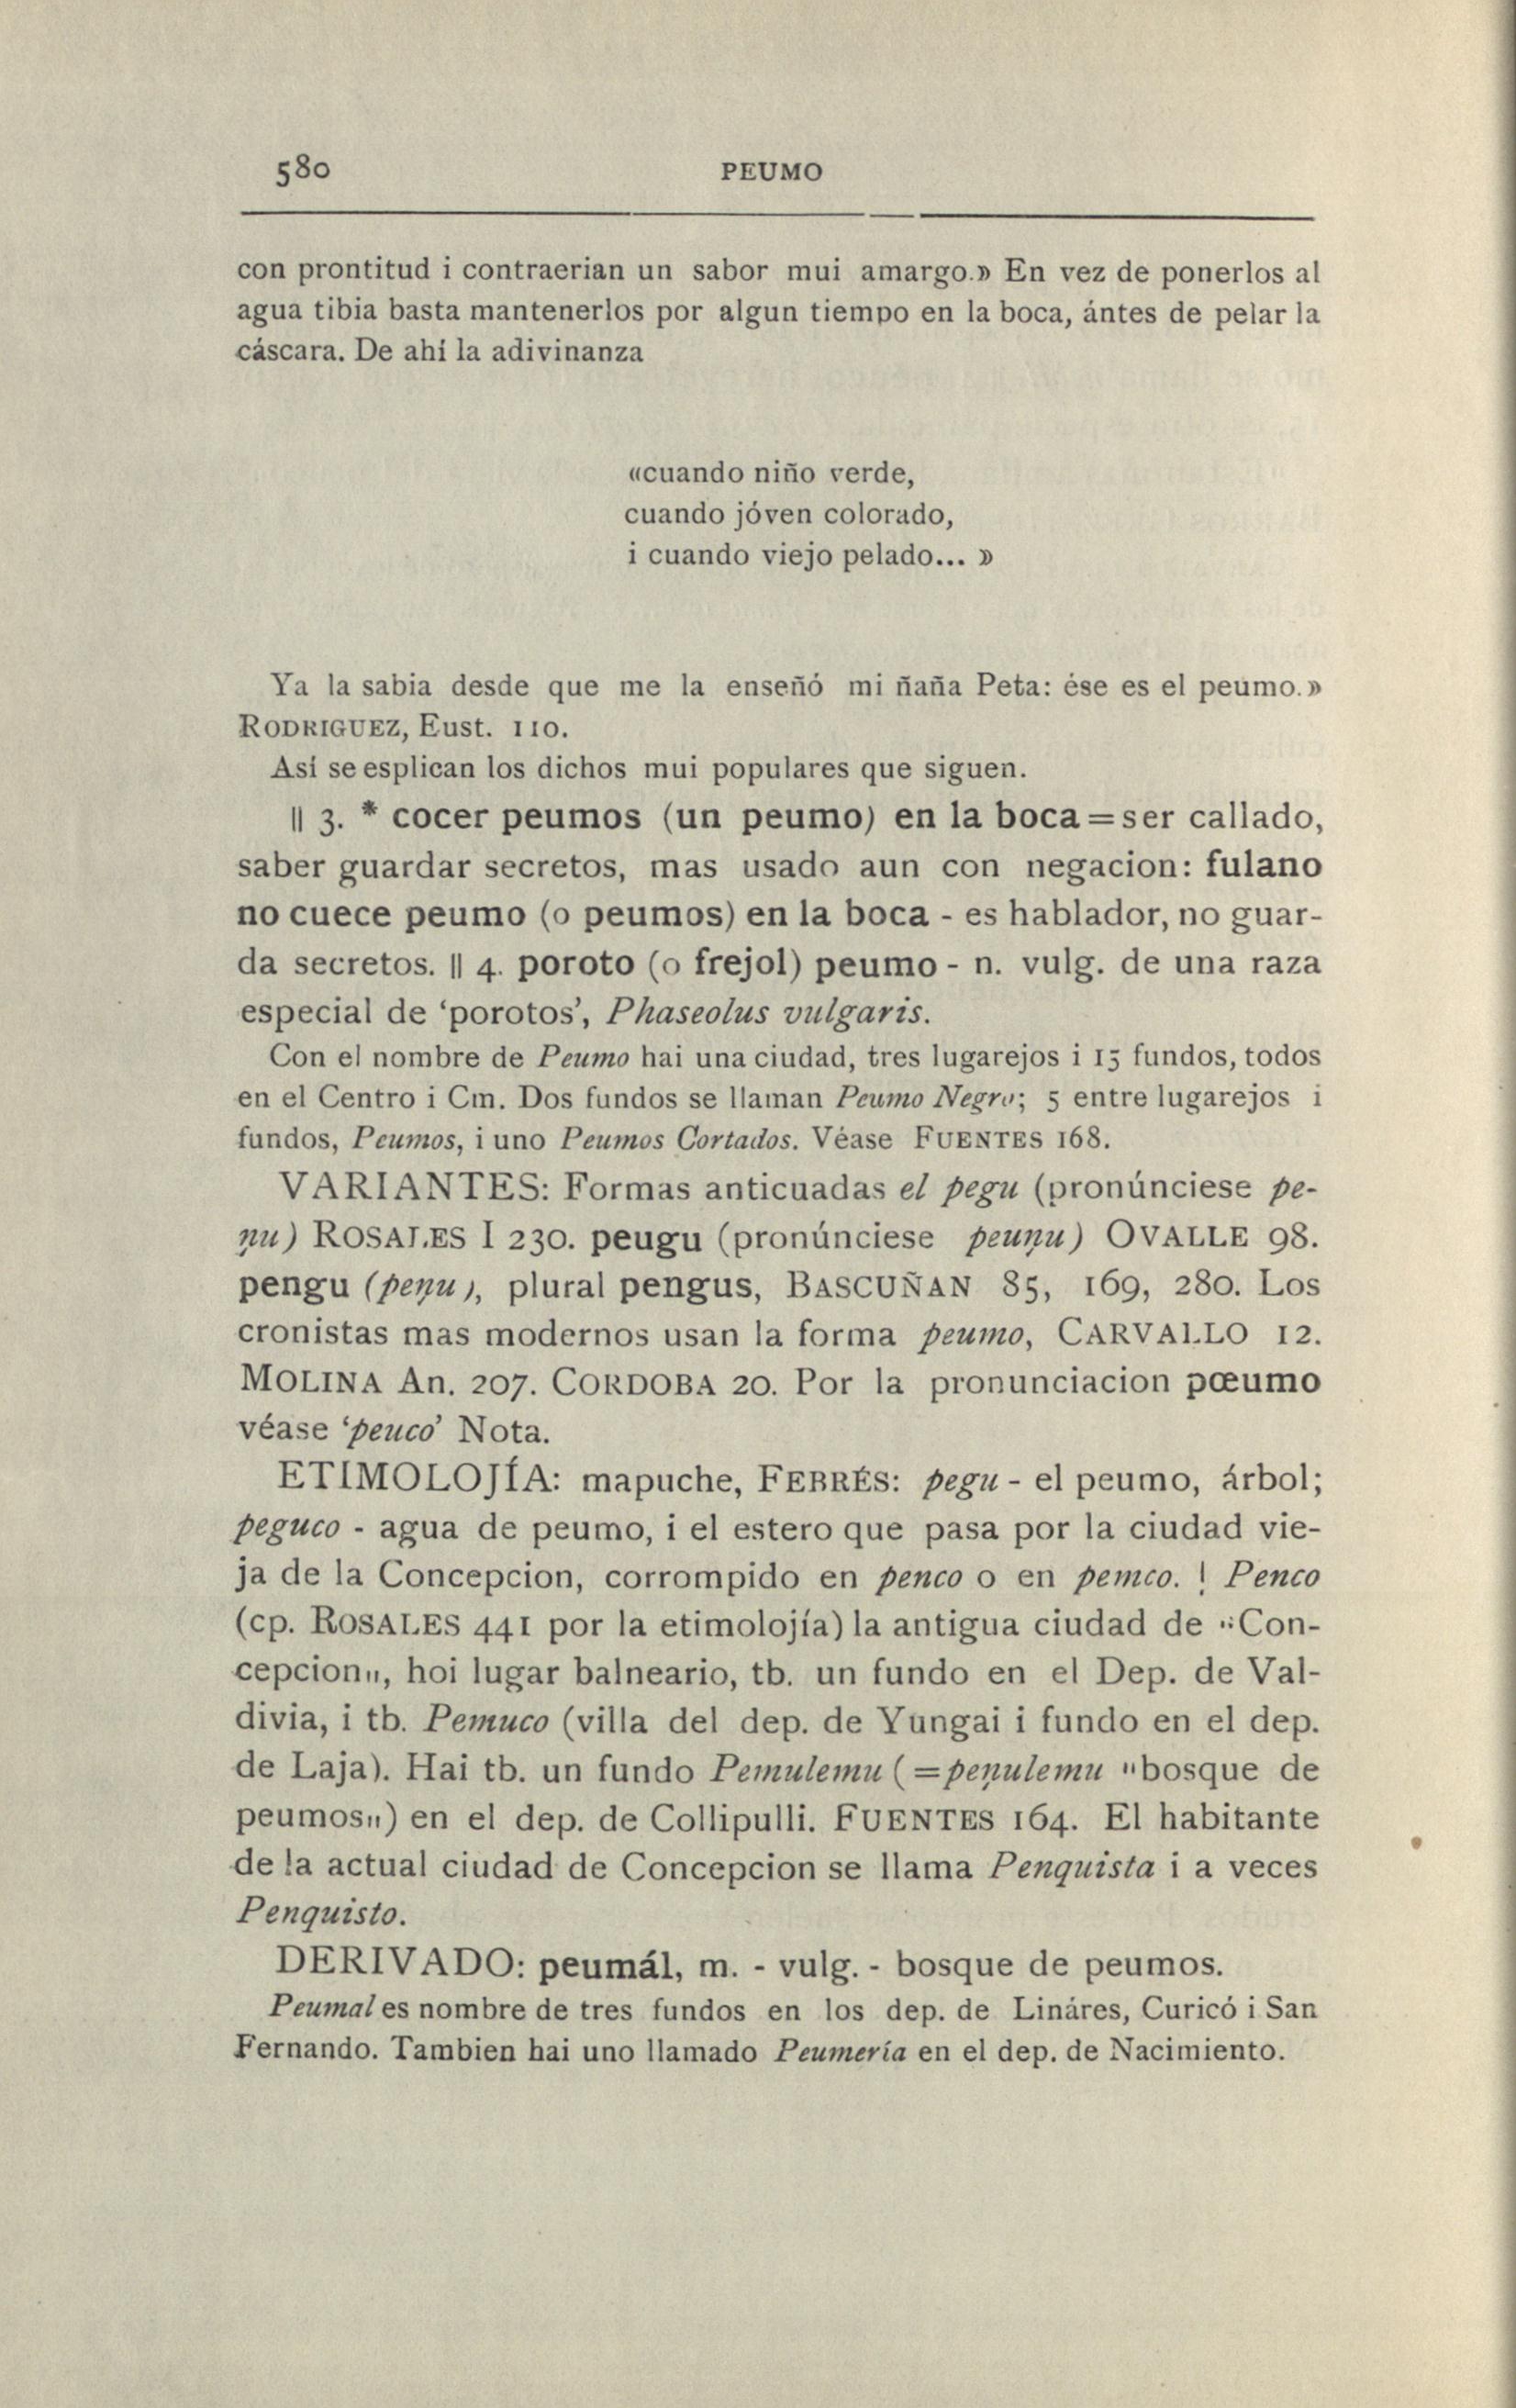 580 PEUMO
con prontitud i contraerian un sabor mui amargo.» En vez de ponerlos al
agua tibia basta mantenerlos por algun tiempo en la boca, ántes de pelar la
cáscara. De ahí la adivinanza
«cuando niño verde,
cuando jóven colorado,
i cuando viejo pelado... »
Ya la sabia desde que me la enseñó mi ñaña Peta: ése es el peumo.»
RODRIGUEZ, Eust. 110.
Así se esplican los dichos mui populares que siguen.
|| 3. * cocer peumos (un peumo) en la boca = ser callado,
saber guardar secretos, mas usado aun con negacion: fulano
no cuece peumo (o peumos) en la boca - es hablador, no guar-
da secretos. || 4. poroto (o frejol) peumo - n. vulg. de una raza
especial de ‘porotos’, Phaseolus vulgaris.
Con el nombre de Peumo hai una ciudad, tres lugarejos i 15 fundos, todos
en el Centro i Cm. Dos fundos se llaman Peumo Negro; 5 entre lugarejos i
fundos, Peumos, i uno Peumos Cortados. Véase FUENTES 168.
VARIANTES: Formas anticuadas el pegu (pronúnciese pe-
ṇu) ROSALES I 230. peugu (pronúnciese peuṇu) OVALLE 98.
pengu (peṇu), plural pengus, BASCUÑAN 85, 169, 280. Los
cronistas mas modernos usan la forma peumo, CARVALLO 12.
MOLINA An. 207. CORDOBA 20. Por la pronunciacion pœumo
véase ‘peuco’ Nota.
ETIMOLOJÍA: mapuche, FEBRÉS: pegu - el peumo, árbol;
peguco - agua de peumo, i el estero que pasa por la ciudad vie-
ja de la Concepcion, corrompido en penco o en pemco. | Penco
(cp. ROSALES 441 por la etimolojía) la antigua ciudad de "Con-
cepcion", hoi lugar balneario, tb. un fundo en el Dep. de Val-
divia, i tb. Pemuco (villa del dep. de Yungai i fundo en el dep.
de Laja). Hai tb. un fundo Pemulemu (=peṇulemu "bosque de
peumos") en el dep. de Collipulli. FUENTES 164. El habitante
de la actual ciudad de Concepcion se llama Penquista i a veces
Penquisto.
DERIVADO: peumál, m. - vulg. - bosque de peumos.
Peumal es nombre de tres fundos en los dep. de Lináres, Curicó i San
Fernando. Tambien hai uno llamado Peumería en el dep. de Nacimiento.